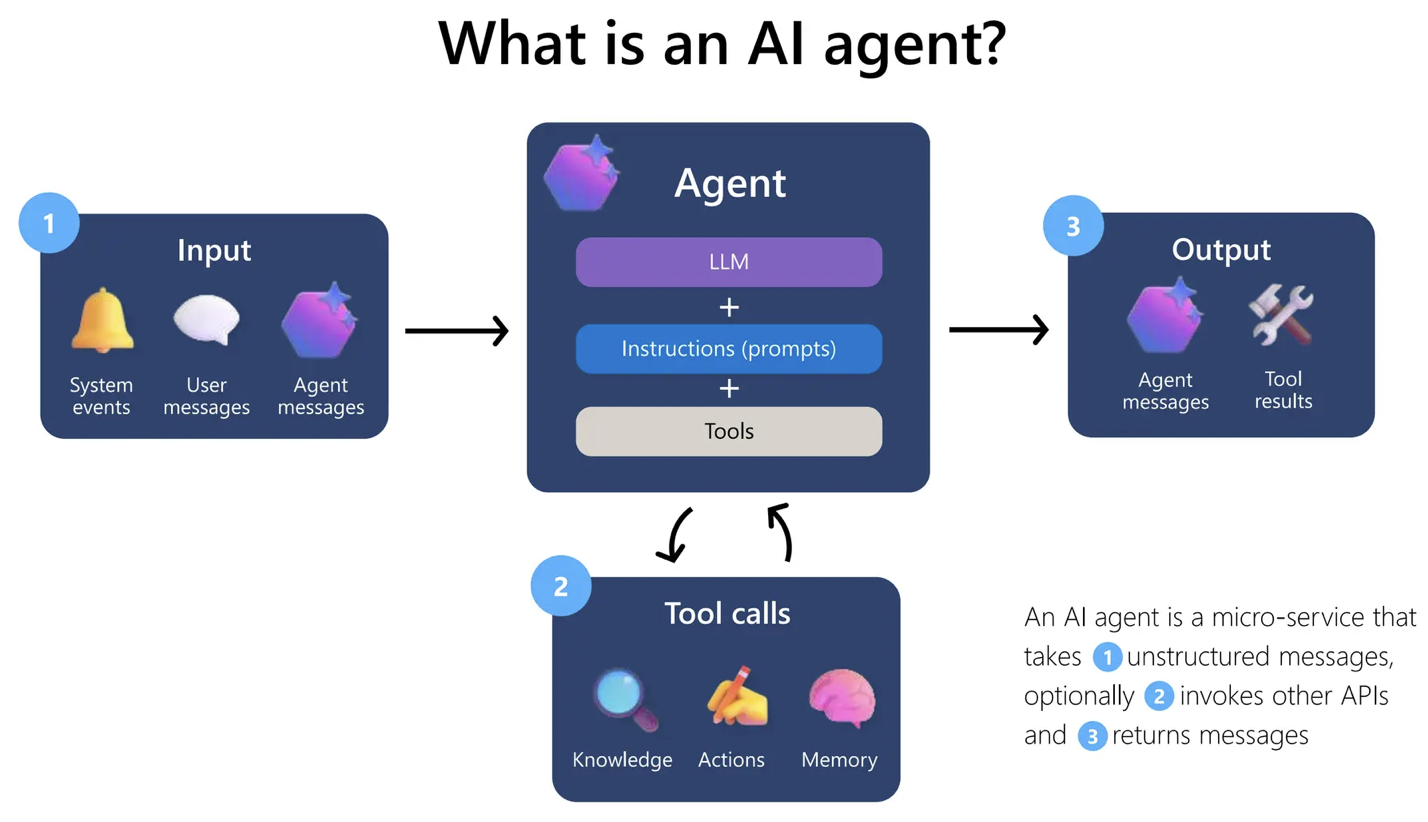 What is an AI agent?
1
Input
System
events
User
messages
Agent
messages
Agent
LLM
+
Instructions (prompts)
+
Tools
2
Tool calls
Knowledge
Actions
Memory
3
Output
Agent
messages
Tool
results
An AI agent is a micro-service that
takes 1 unstructured messages,
optionally 2 invokes other APIs
and 3 returns messages